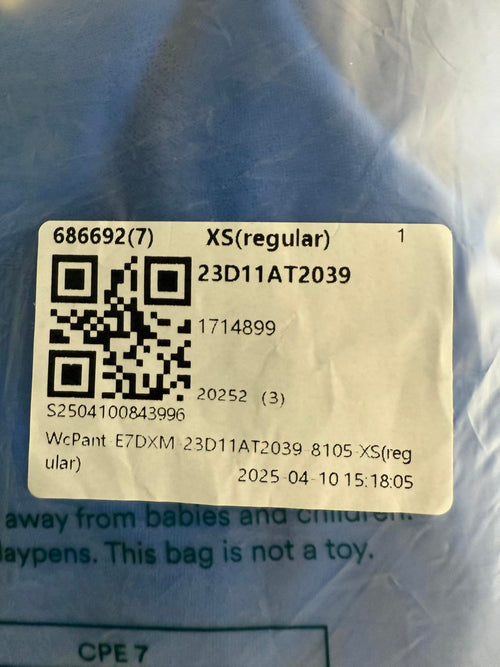 686692(7) XS(regular) 1
23D11AT2039
1714899
20252 (3)
S2504100843996
WcPant-E7DXM-23D11AT2039-8105-XS(reg
ular)
2025-04-10 15:18:05
away from babies and children.
laypens. This bag is not a toy.
CPE 7